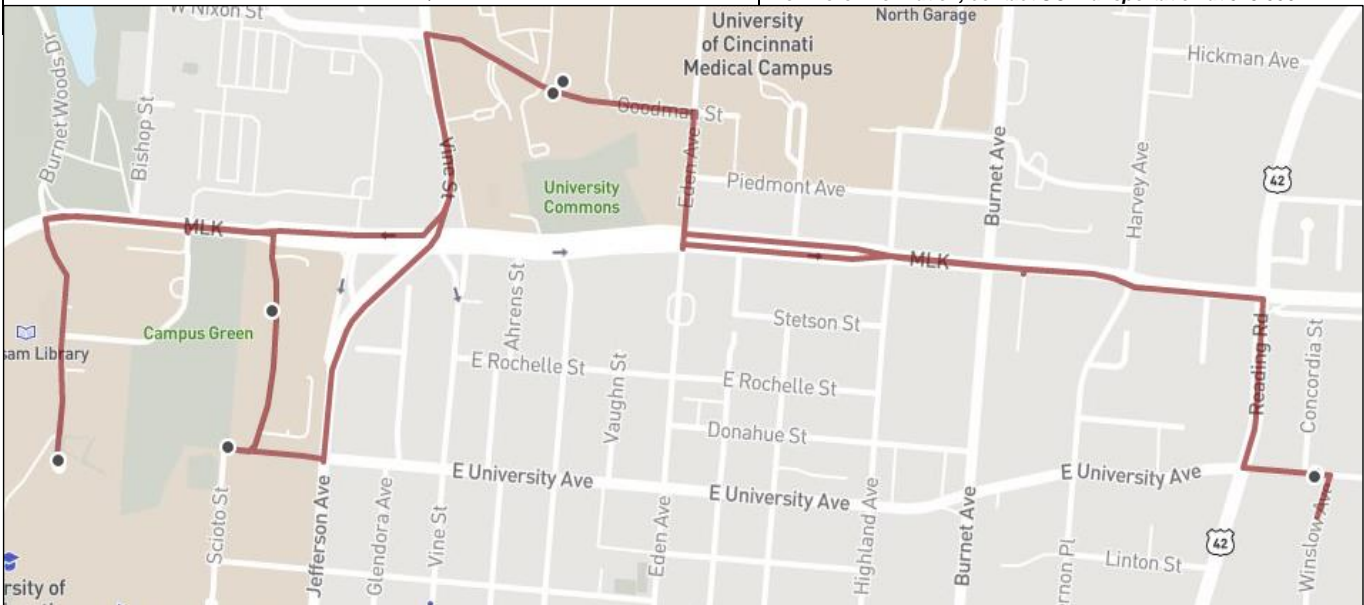 W Nixon St
University
of Cincinnati
Medical Campus
North Garage
Hickman Ave
Burnet Woods Dr
Bishop St
Goodman St
Vine St
Eden Ave
Piedmont Ave
Burnet Ave
Harvey Ave
42
University
Commons
MLK
MLK
Ahrens St
Stetson St
Campus Green
sam Library
E Rochelle St
E Rochelle St
Vaughn St
Donahue St
Reading Rd
Concordia St
E University Ave
E University Ave
E University Ave
Scioto St
Jefferson Ave
Glendora Ave
Vine St
Eden Ave
Highland Ave
Burnet Ave
rnon Pl
Linton St
42
Winslow Ave
rsity of